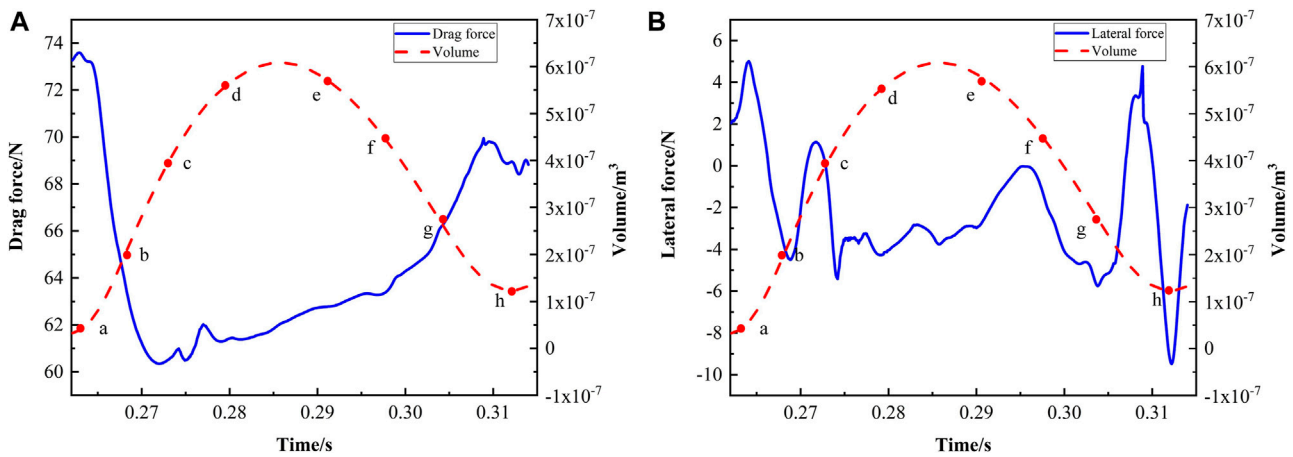 A
Drag force
Volume
74
72
70
68
66
64
62
60
Drag force/N
7x10-7
6x10-7
5x10-7
4x10-7
3x10-7
2x10-7
1x10-7
0
-1x10-7
Volume/m3
a
b
c
d
e
f
g
h
0.27
0.28
0.29
0.30
0.31
Time/s
B
Lateral force
Volume
6
4
2
0
-2
-4
-6
-8
-10
Lateral force/N
7x10-7
6x10-7
5x10-7
4x10-7
3x10-7
2x10-7
1x10-7
0
-1x10-7
Volume/m3
a
b
c
d
e
f
g
h
0.27
0.28
0.29
0.30
0.31
Time/s